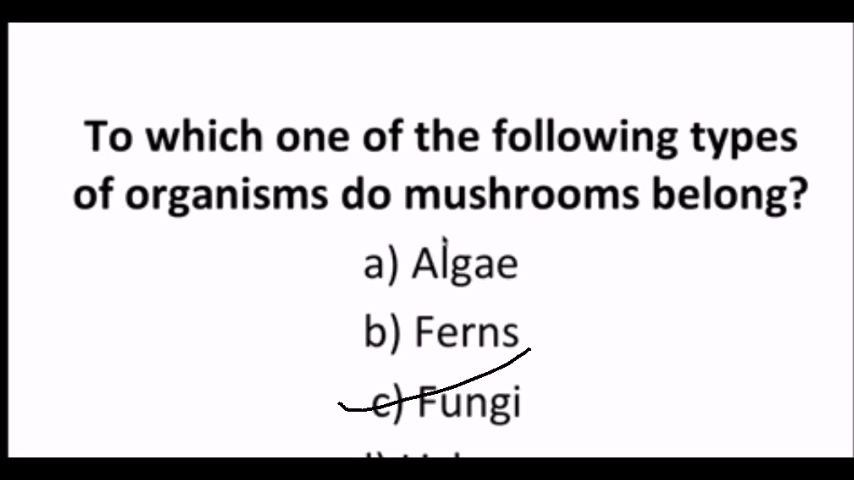 To which one of the following types
of organisms do mushrooms belong?
a) Algae
b) Ferns
c) Fungi